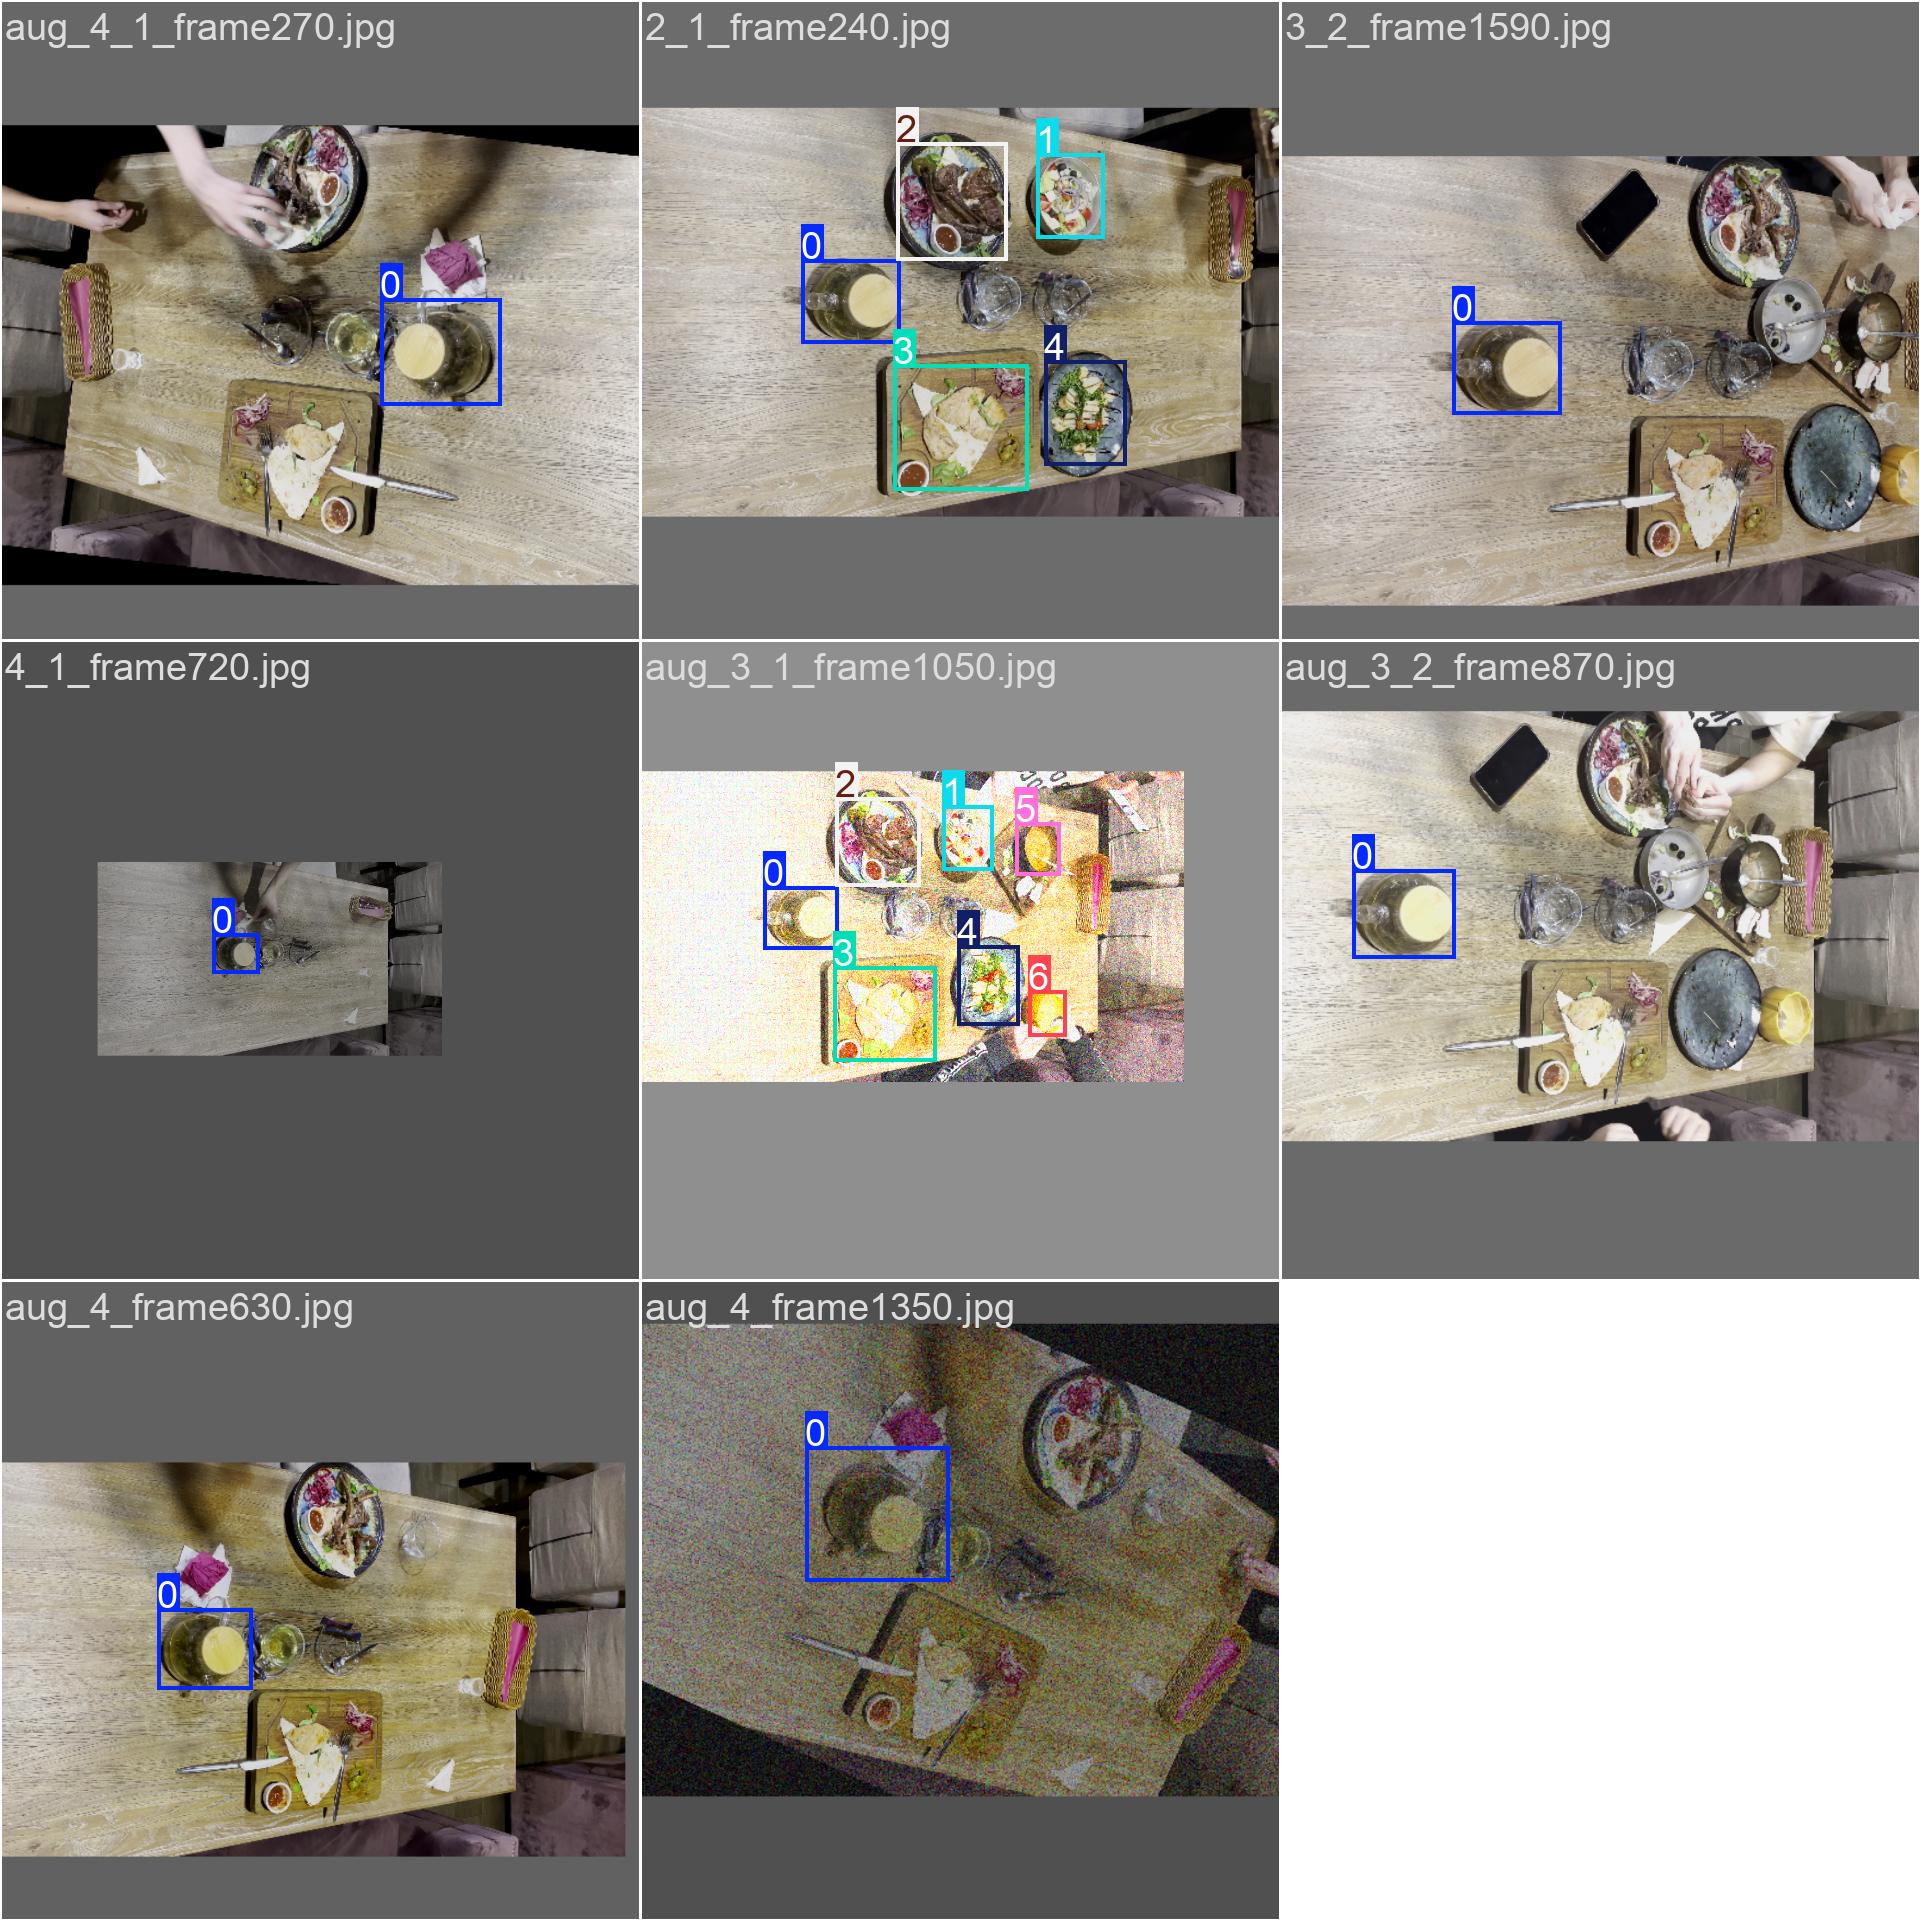 aug_4_1_frame270.jpg
0
2_1_frame240.jpg
2
1
0
3
4
3_2_frame1590.jpg
0
4_1_frame720.jpg
0
aug_3_1_frame1050.jpg
2
1
5
0
4
3
6
aug_3_2_frame870.jpg
0
aug_4_frame630.jpg
0
aug_4_frame1350.jpg
0